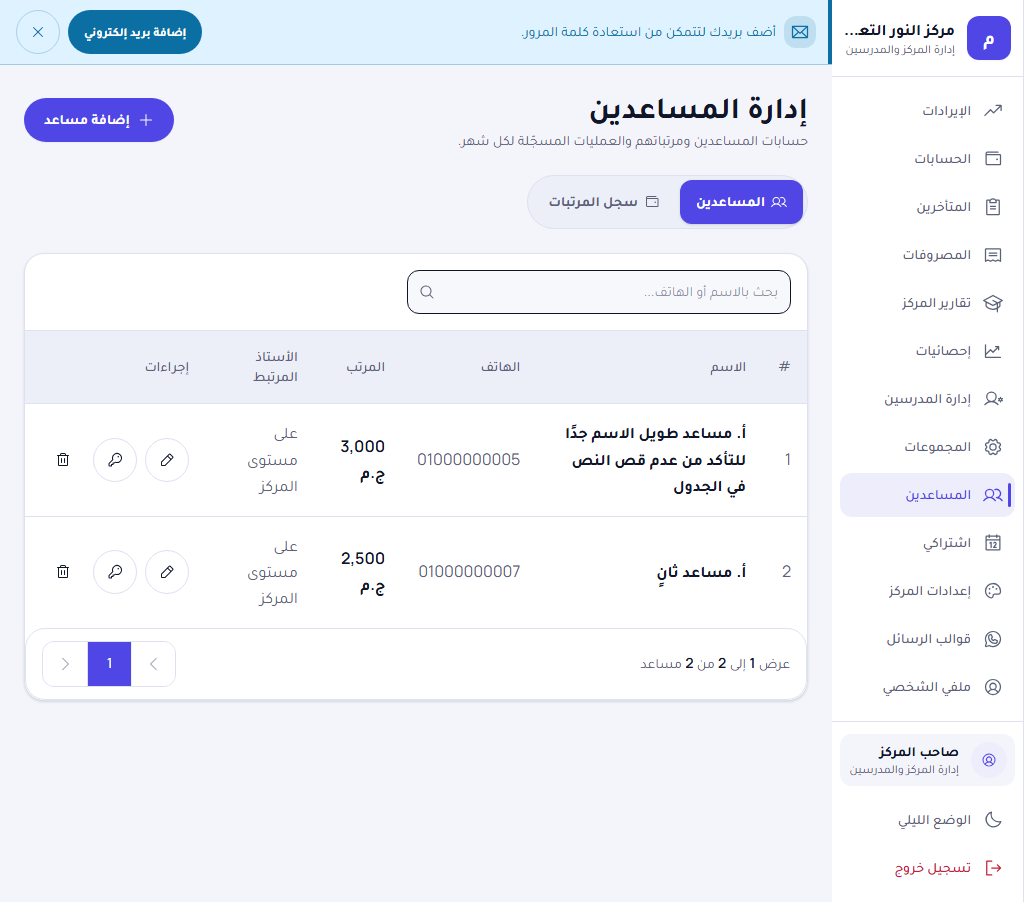 م
مركز النور التع...
إدارة المركز والمدرسين
الإيرادات
الحسابات
المتأخرين
المصروفات
تقارير المركز
إحصائيات
إدارة المدرسين
المجموعات
المساعدين
12
اشتراكي
إعدادات المركز
قوالب الرسائل
ملفي الشخصي
صاحب المركز
إدارة المركز والمدرسين
الوضع الليلي
تسجيل خروج
أضف بريدك لتتمكن من استعادة كلمة المرور.
إضافة بريد إلكتروني
إدارة المساعدين
حسابات المساعدين ومرتباتهم والعمليات المسجّلة لكل شهر.
إضافة مساعد
المساعدين
سجل المرتبات
بحث بالاسم أو الهاتف...
# الاسم الهاتف المرتب الأستاذ المرتبط إجراءات
1 أ. مساعد طويل الاسم جدًا للتأكد من عدم قص النص في الجدول 01000000005 3,000 ج.م على مستوى المركز
2 أ. مساعد ثانٍ 01000000007 2,500 ج.م على مستوى المركز
عرض 1 إلى 2 من 2 مساعد
1